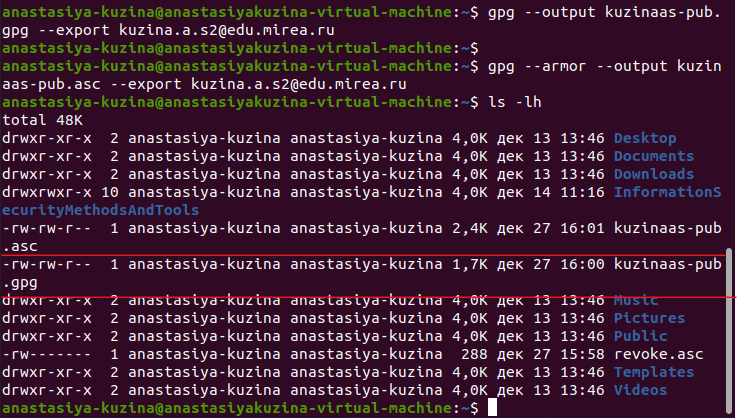 anastasiya-kuzina@anastasiyakuzina-virtual-machine:~$ gpg --output kuzinaas-pub.
gpg --export kuzina.a.s2@edu.mirea.ru
anastasiya-kuzina@anastasiyakuzina-virtual-machine:~$
anastasiya-kuzina@anastasiyakuzina-virtual-machine:~$ gpg --armor --output kuzin
aas-pub.asc --export kuzina.a.s2@edu.mirea.ru
anastasiya-kuzina@anastasiyakuzina-virtual-machine:~$ ls -lh
total 48K
drwxr-xr-x  2 anastasiya-kuzina anastasiya-kuzina 4,0K дек 13 13:46 Desktop
drwxr-xr-x  2 anastasiya-kuzina anastasiya-kuzina 4,0K дек 13 13:46 Documents
drwxr-xr-x  2 anastasiya-kuzina anastasiya-kuzina 4,0K дек 13 13:46 Downloads
drwxrwxr-x 10 anastasiya-kuzina anastasiya-kuzina 4,0K дек 14 11:16 InformationS
ecurityMethodsAndTools
-rw-rw-r--  1 anastasiya-kuzina anastasiya-kuzina 2,4K дек 27 16:01 kuzinaas-pub
.asc
-rw-rw-r--  1 anastasiya-kuzina anastasiya-kuzina 1,7K дек 27 16:00 kuzinaas-pub
.gpg
drwxr-xr-x  2 anastasiya-kuzina anastasiya-kuzina 4,0K дек 13 13:46 Music
drwxr-xr-x  2 anastasiya-kuzina anastasiya-kuzina 4,0K дек 13 13:46 Pictures
drwxr-xr-x  2 anastasiya-kuzina anastasiya-kuzina 4,0K дек 13 13:46 Public
-rw-------  1 anastasiya-kuzina anastasiya-kuzina  288 дек 27 15:58 revoke.asc
drwxr-xr-x  2 anastasiya-kuzina anastasiya-kuzina 4,0K дек 13 13:46 Templates
drwxr-xr-x  2 anastasiya-kuzina anastasiya-kuzina 4,0K дек 13 13:46 Videos
anastasiya-kuzina@anastasiyakuzina-virtual-machine:~$